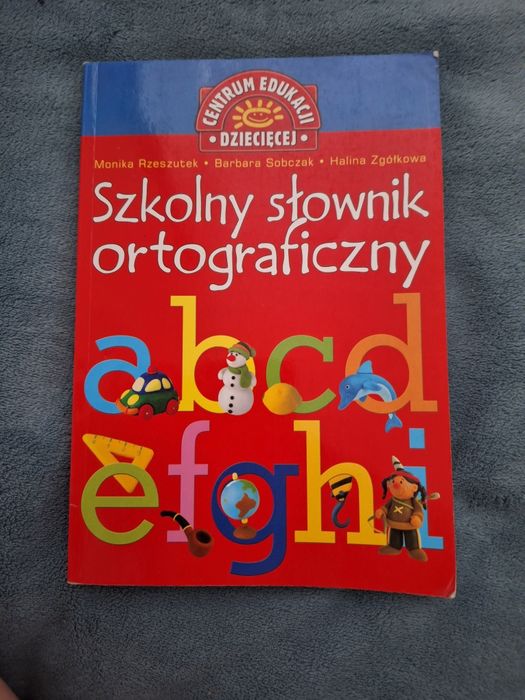 CENTRUM EDUKACJI
• DZIECIĘCEJ •
Monika Rzeszutek • Barbara Sobczak • Halina Zgółkowa
Szkolny słownik
ortograficzny
abcd
efghi